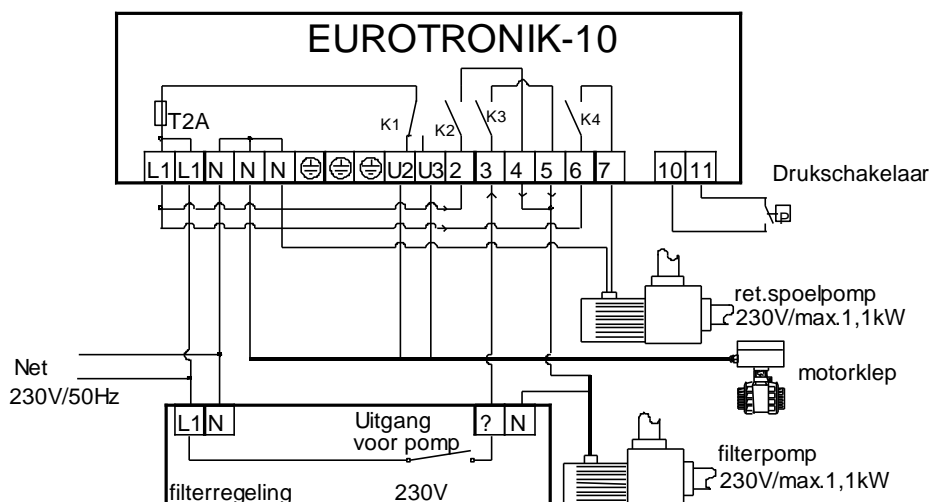 EUROTRONIK-10
T2A
K1 K2 K3 K4
L1 L1 N N N U2 U3 2 3 4 5 6 7 10 11
Drukschakelaar
P
ret.spoelpomp
230V/max.1,1kW
Net
230V/50Hz
motorklep
L1 N
Uitgang
voor pomp
? N
filterpomp
230V/max.1,1kW
filterregeling 230V